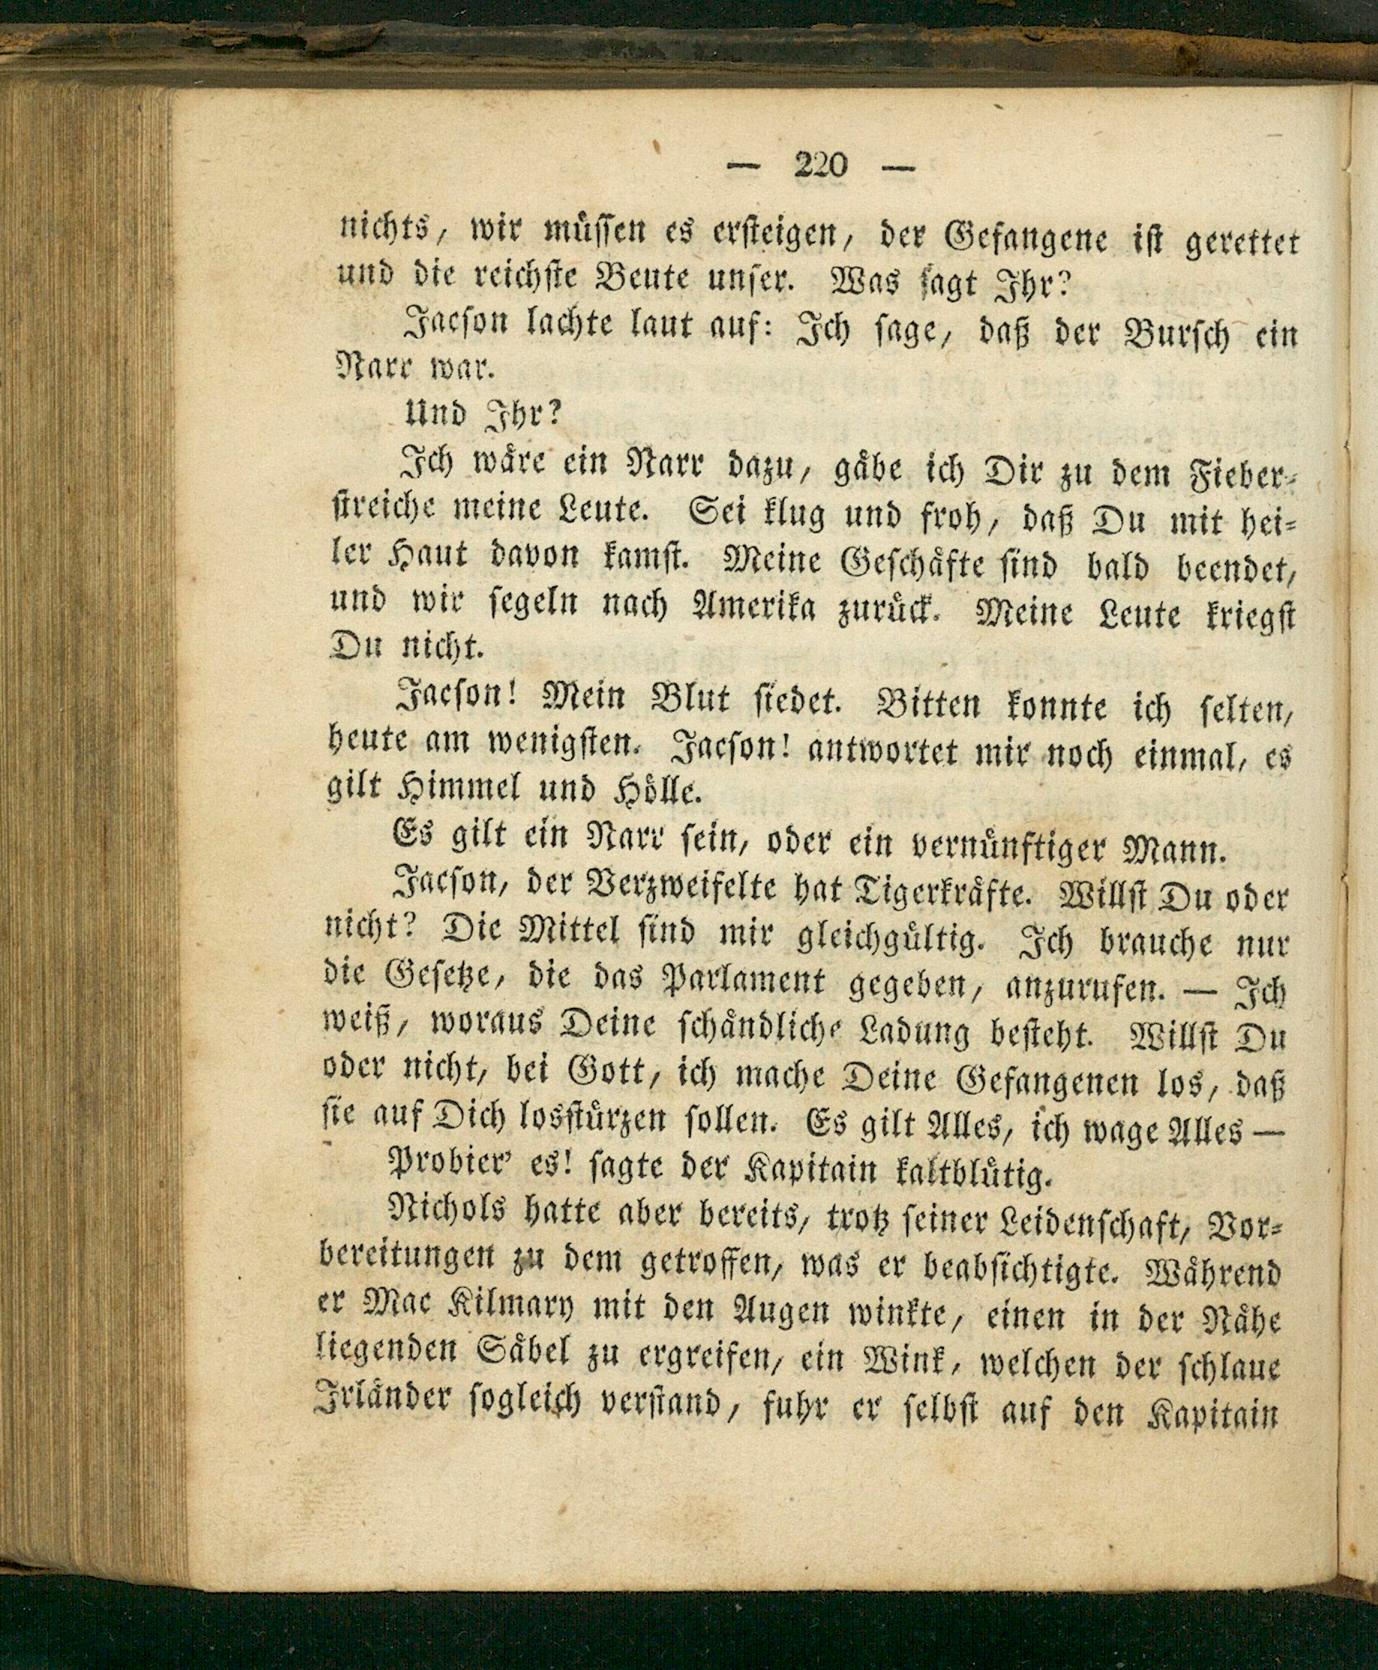 — 220 —
nichts, wir müssen es ersteigen, der Gefangene ist gerettet
und die reichste Beute unser. Was sagt Ihr?
Jacson lachte laut auf: Ich sage, daß der Bursch ein
Narr war.
Und Ihr?
Ich wäre ein Narr dazu, gäbe ich Dir zu dem Fieber-
streiche meine Leute. Sei klug und froh, daß Du mit hei-
ler Haut davon kamst. Meine Geschäfte sind bald beendet,
und wir segeln nach Amerika zurück. Meine Leute kriegst
Du nicht.
Jacson! Mein Blut siedet. Bitten konnte ich selten,
heute am wenigsten. Jacson! antwortet mir noch einmal, es
gilt Himmel und Hölle.
Es gilt ein Narr sein, oder ein vernünftiger Mann.
Jacson, der Verzweifelte hat Tigerkräfte. Willst Du oder
nicht? Die Mittel sind mir gleichgültig. Ich brauche nur
die Gesetze, die das Parlament gegeben, anzurufen. — Ich
weiß, woraus Deine schändliche Ladung besteht. Willst Du
oder nicht, bei Gott, ich mache Deine Gefangenen los, daß
sie auf Dich losstürzen sollen. Es gilt Alles, ich wage Alles —
Probier' es! sagte der Kapitain kaltblütig.
Nichols hatte aber bereits, trotz seiner Leidenschaft, Vor-
bereitungen zu dem getroffen, was er beabsichtigte. Während
er Mac Kilmary mit den Augen winkte, einen in der Nähe
liegenden Säbel zu ergreifen, ein Wink, welchen der schlaue
Irländer sogleich verstand, fuhr er selbst auf den Kapitain